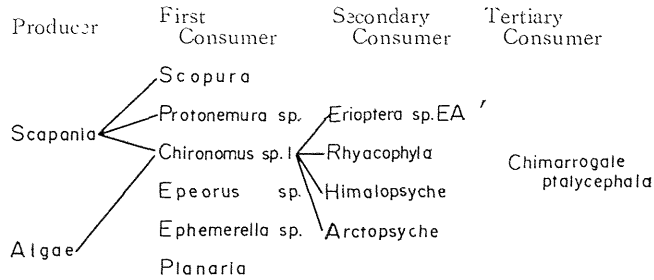 Producer First Consumer Secondary Consumer Tertiary Consumer
Scopura
Protonemura sp. Erioptera sp.EA
Scapania
Chironomus sp.1 Rhyacophyla
Chimarrogale
ptalycephala
Epeorus sp. Himalopsyche
Ephemerella sp. Arctopsyche
Algae
Planaria